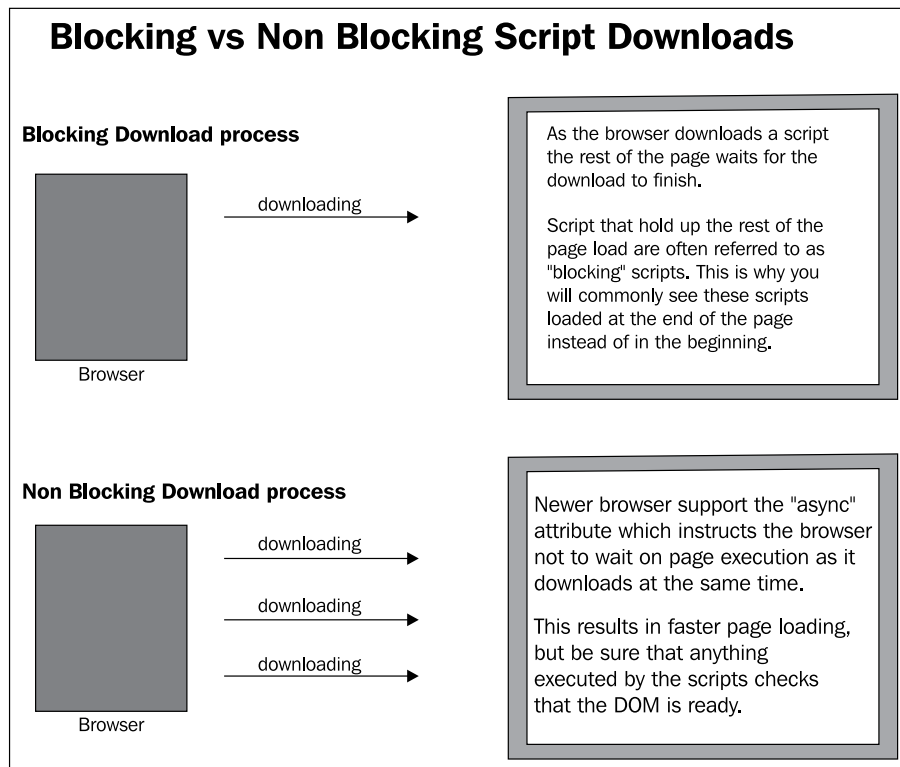 Blocking vs Non Blocking Script Downloads
Blocking Download process
downloading
Browser
As the browser downloads a script
the rest of the page waits for the
download to finish.
Script that hold up the rest of the
page load are often referred to as
"blocking" scripts. This is why you
will commonly see these scripts
loaded at the end of the page
instead of in the beginning.
Non Blocking Download process
downloading
downloading
downloading
Browser
Newer browser support the "async"
attribute which instructs the browser
not to wait on page execution as it
downloads at the same time.
This results in faster page loading,
but be sure that anything
executed by the scripts checks
that the DOM is ready.